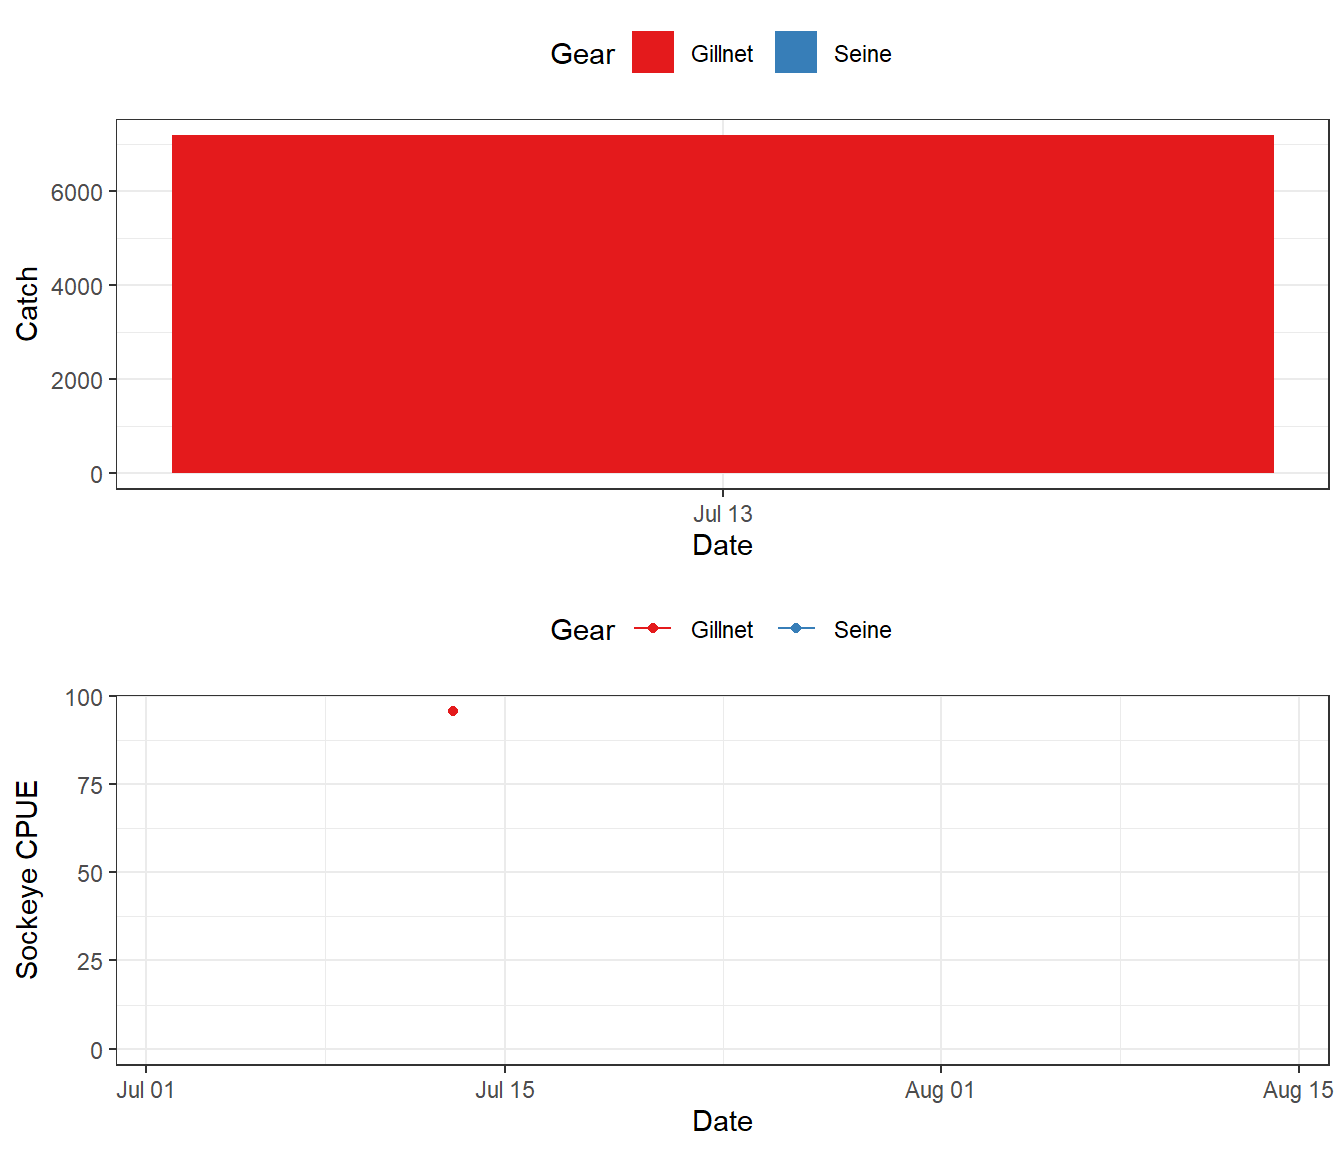 Gear Gillnet Seine
Catch
6000
4000
2000
0
Jul 13
Date
Gear Gillnet Seine
Sockeye CPUE
100
75
50
25
0
Jul 01 Jul 15 Aug 01 Aug 15
Date